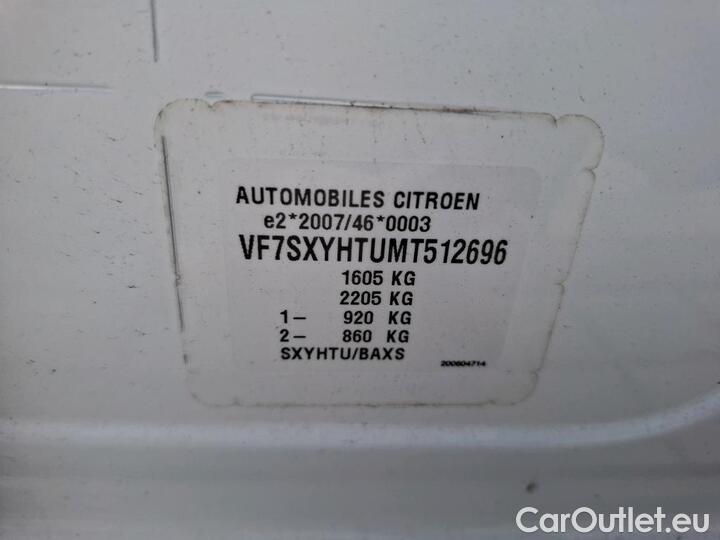 AUTOMOBILES CITROEN
e2*2007/46*0003
VF7SXYHTUMT512696
1605 KG
2205 KG
1– 920 KG
2– 860 KG
SXYHTU/BAXS
200604714
CarOutlet.eu